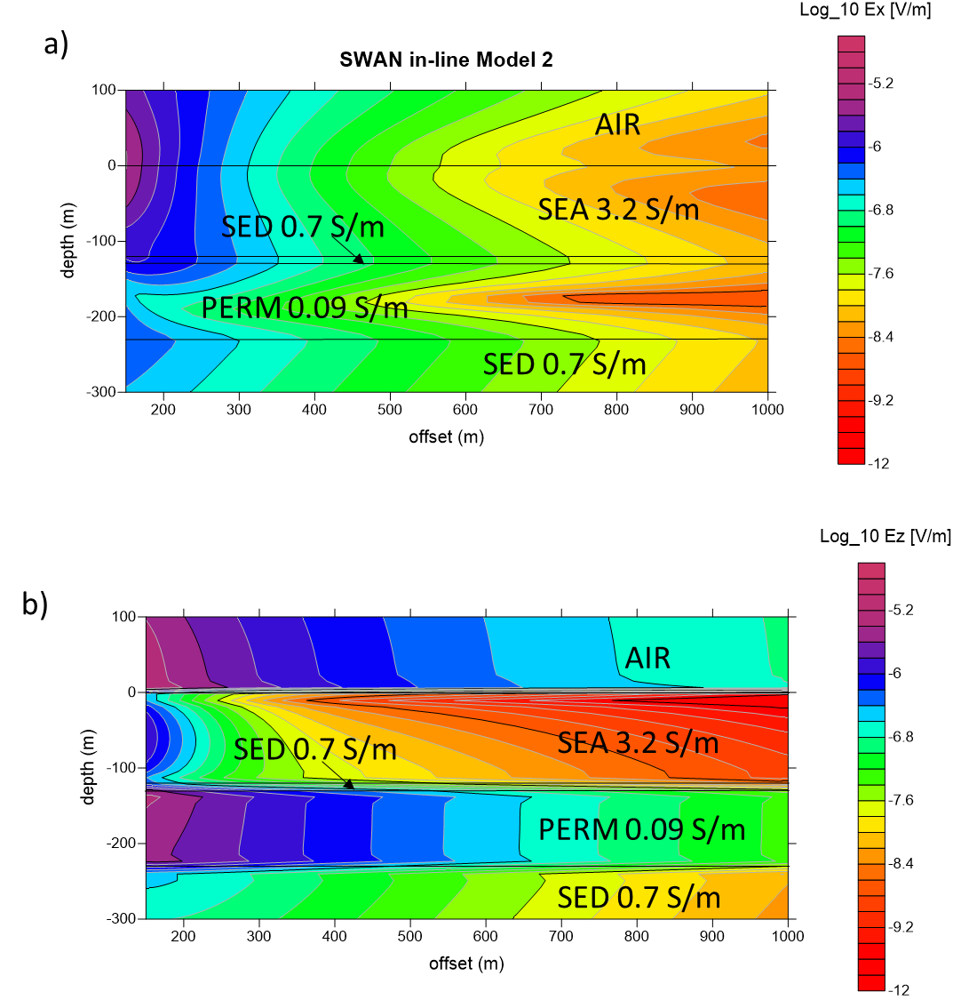 Log_10 Ex [V/m]
a)
SWAN in-line Model 2
100
0
-100
-200
-300
depth (m)
AIR
SEA 3.2 S/m
SED 0.7 S/m
PERM 0.09 S/m
SED 0.7 S/m
200 300 400 500 600 700 800 900 1000
offset (m)
-5.2
-6
-6.8
-7.6
-8.4
-9.2
-12
Log_10 Ez [V/m]
b)
100
0
-100
-200
-300
depth (m)
AIR
SEA 3.2 S/m
SED 0.7 S/m
PERM 0.09 S/m
SED 0.7 S/m
200 300 400 500 600 700 800 900 1000
offset (m)
-5.2
-6
-6.8
-7.6
-8.4
-9.2
-12